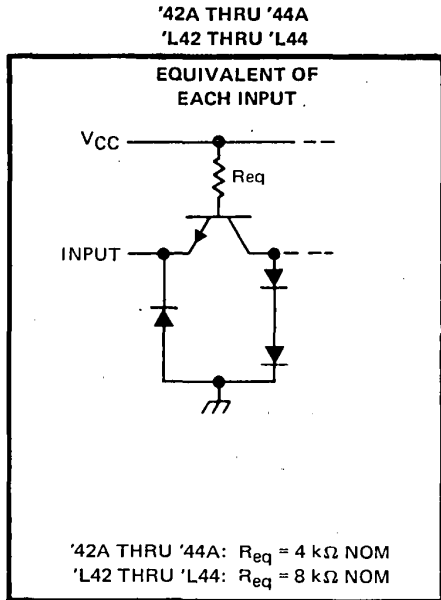 '42A THRU '44A
'L42 THRU 'L44
EQUIVALENT OF
EACH INPUT
VCC
Req
INPUT
'42A THRU '44A: Req = 4 kΩ NOM
'L42 THRU 'L44: Req = 8 kΩ NOM